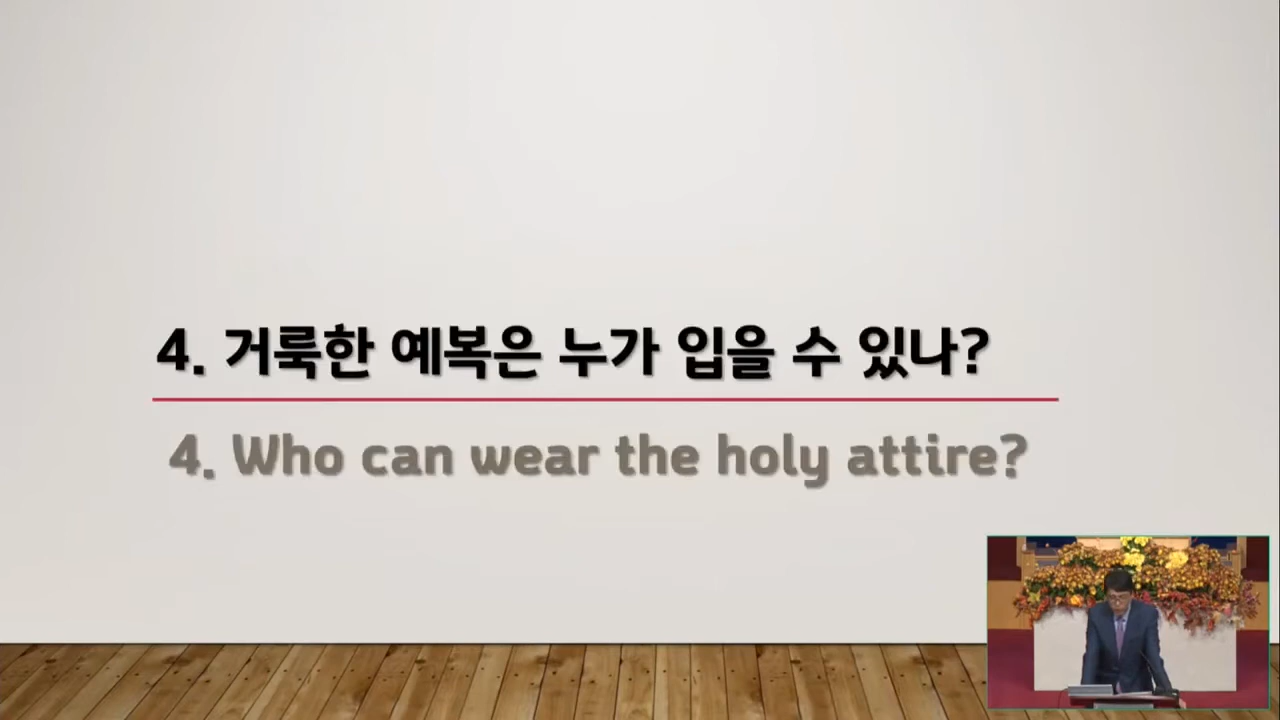 4. 거룩한 예복은 누가 입을 수 있나?
4. Who can wear the holy attire?